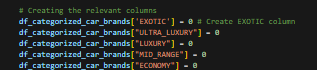 # Creating the relevant columns
df_categorized_car_brands['EXOTIC'] = 0 # Create EXOTIC column
df_categorized_car_brands["ULTRA_LUXURY"] = 0
df_categorized_car_brands["LUXURY"] = 0
df_categorized_car_brands["MID_RANGE"] = 0
df_categorized_car_brands["ECONOMY"] = 0